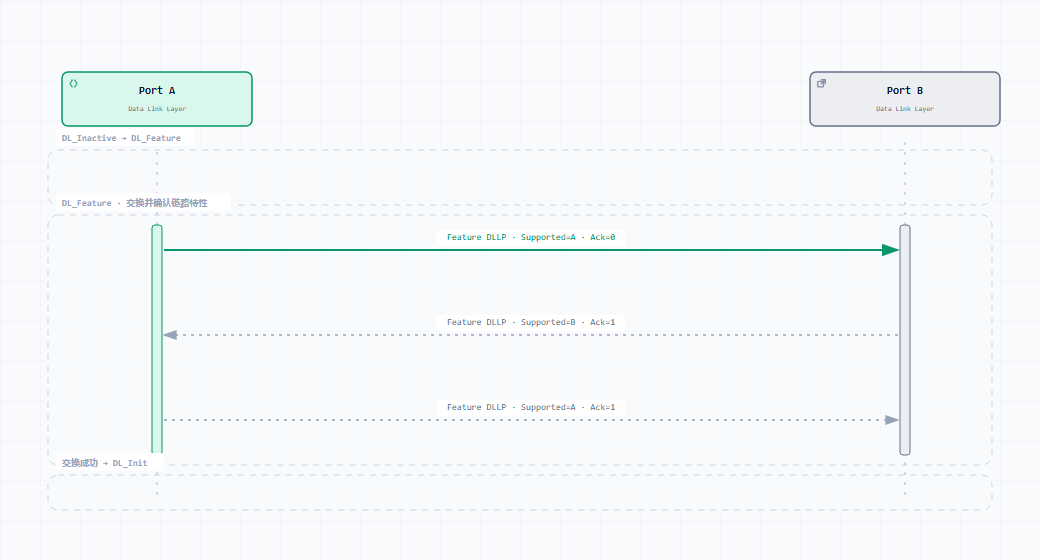 Port A
Data Link Layer
Port B
Data Link Layer
DL_Inactive → DL_Feature
DL_Feature · 交换并确认链路特性
Feature DLLP · Supported=A · Ack=0
Feature DLLP · Supported=B · Ack=1
Feature DLLP · Supported=A · Ack=1
交换成功 → DL_Init